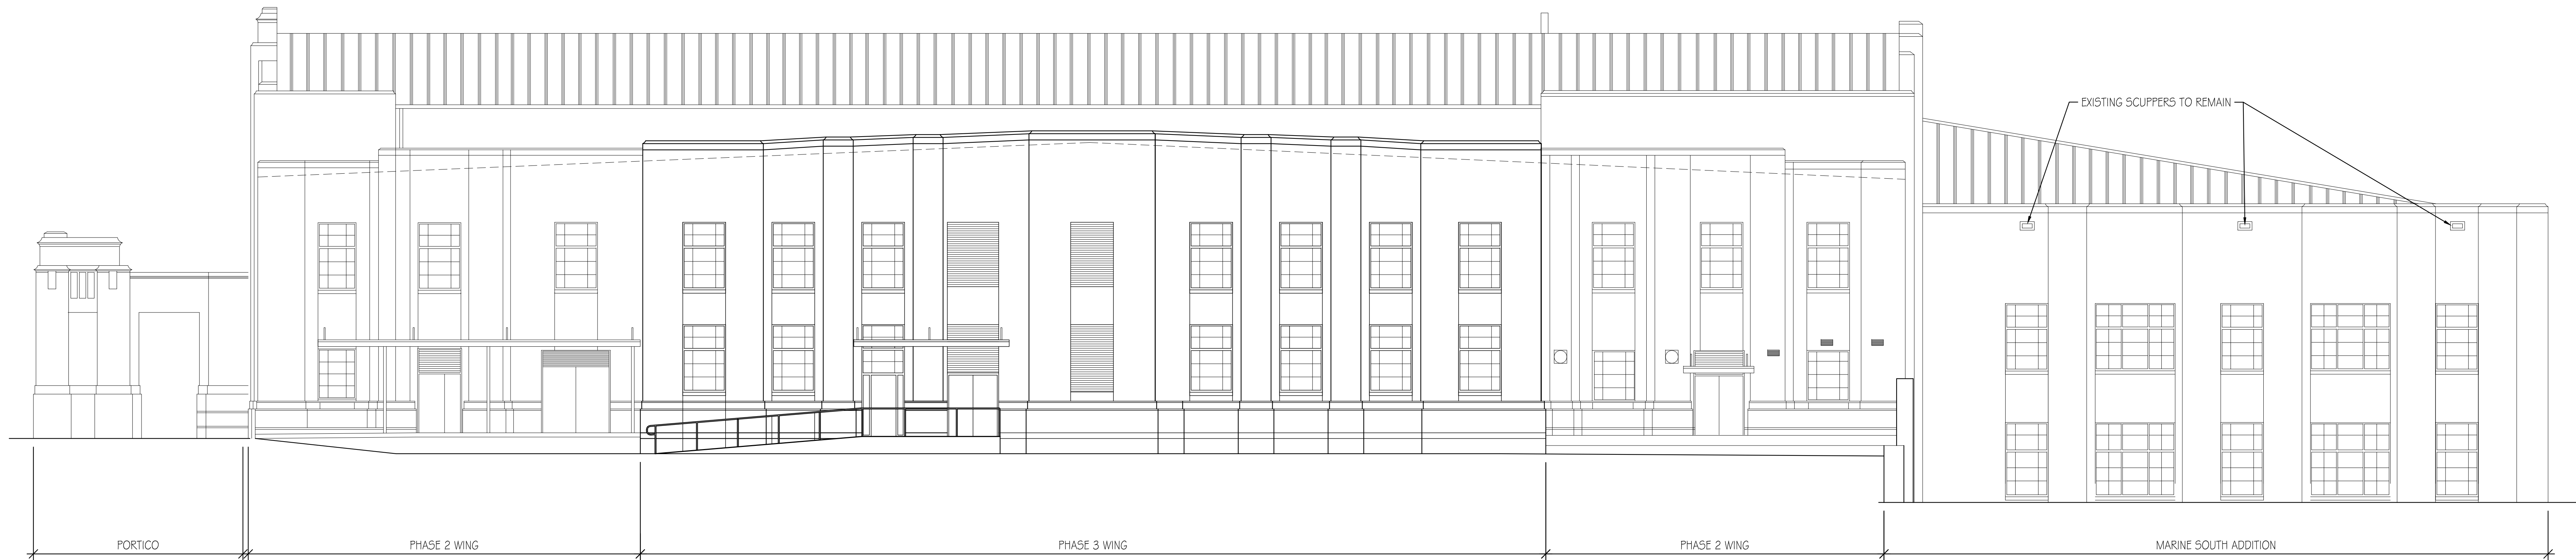 EXISTING SCUPPERS TO REMAIN
PORTICO
PHASE 2 WING
PHASE 3 WING
PHASE 2 WING
MARINE SOUTH ADDITION